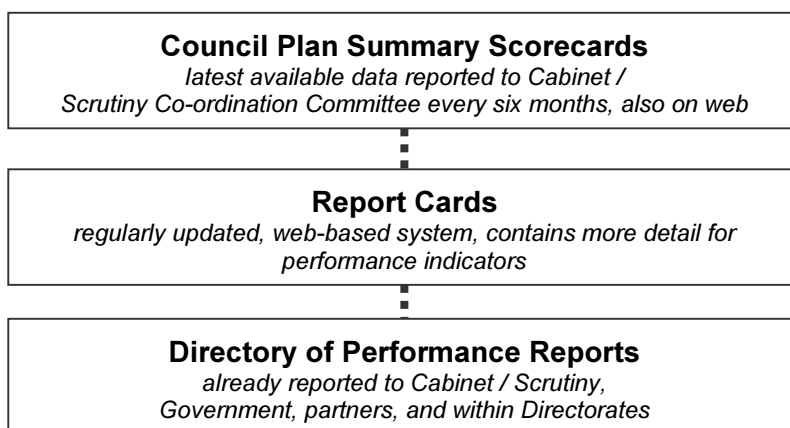 Council Plan Summary Scorecards
latest available data reported to Cabinet /
Scrutiny Co-ordination Committee every six months, also on web
Report Cards
regularly updated, web-based system, contains more detail for
performance indicators
Directory of Performance Reports
already reported to Cabinet / Scrutiny,
Government, partners, and within Directorates